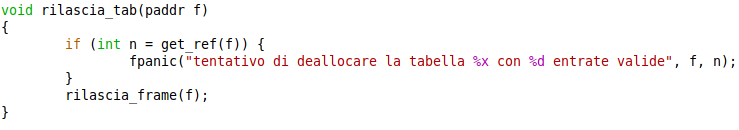 void rilascia_tab(paddr f)
{
        if (int n = get_ref(f)) {
                fpanic("tentativo di deallocare la tabella %x con %d entrate valide", f, n);
        }
        rilascia_frame(f);
}